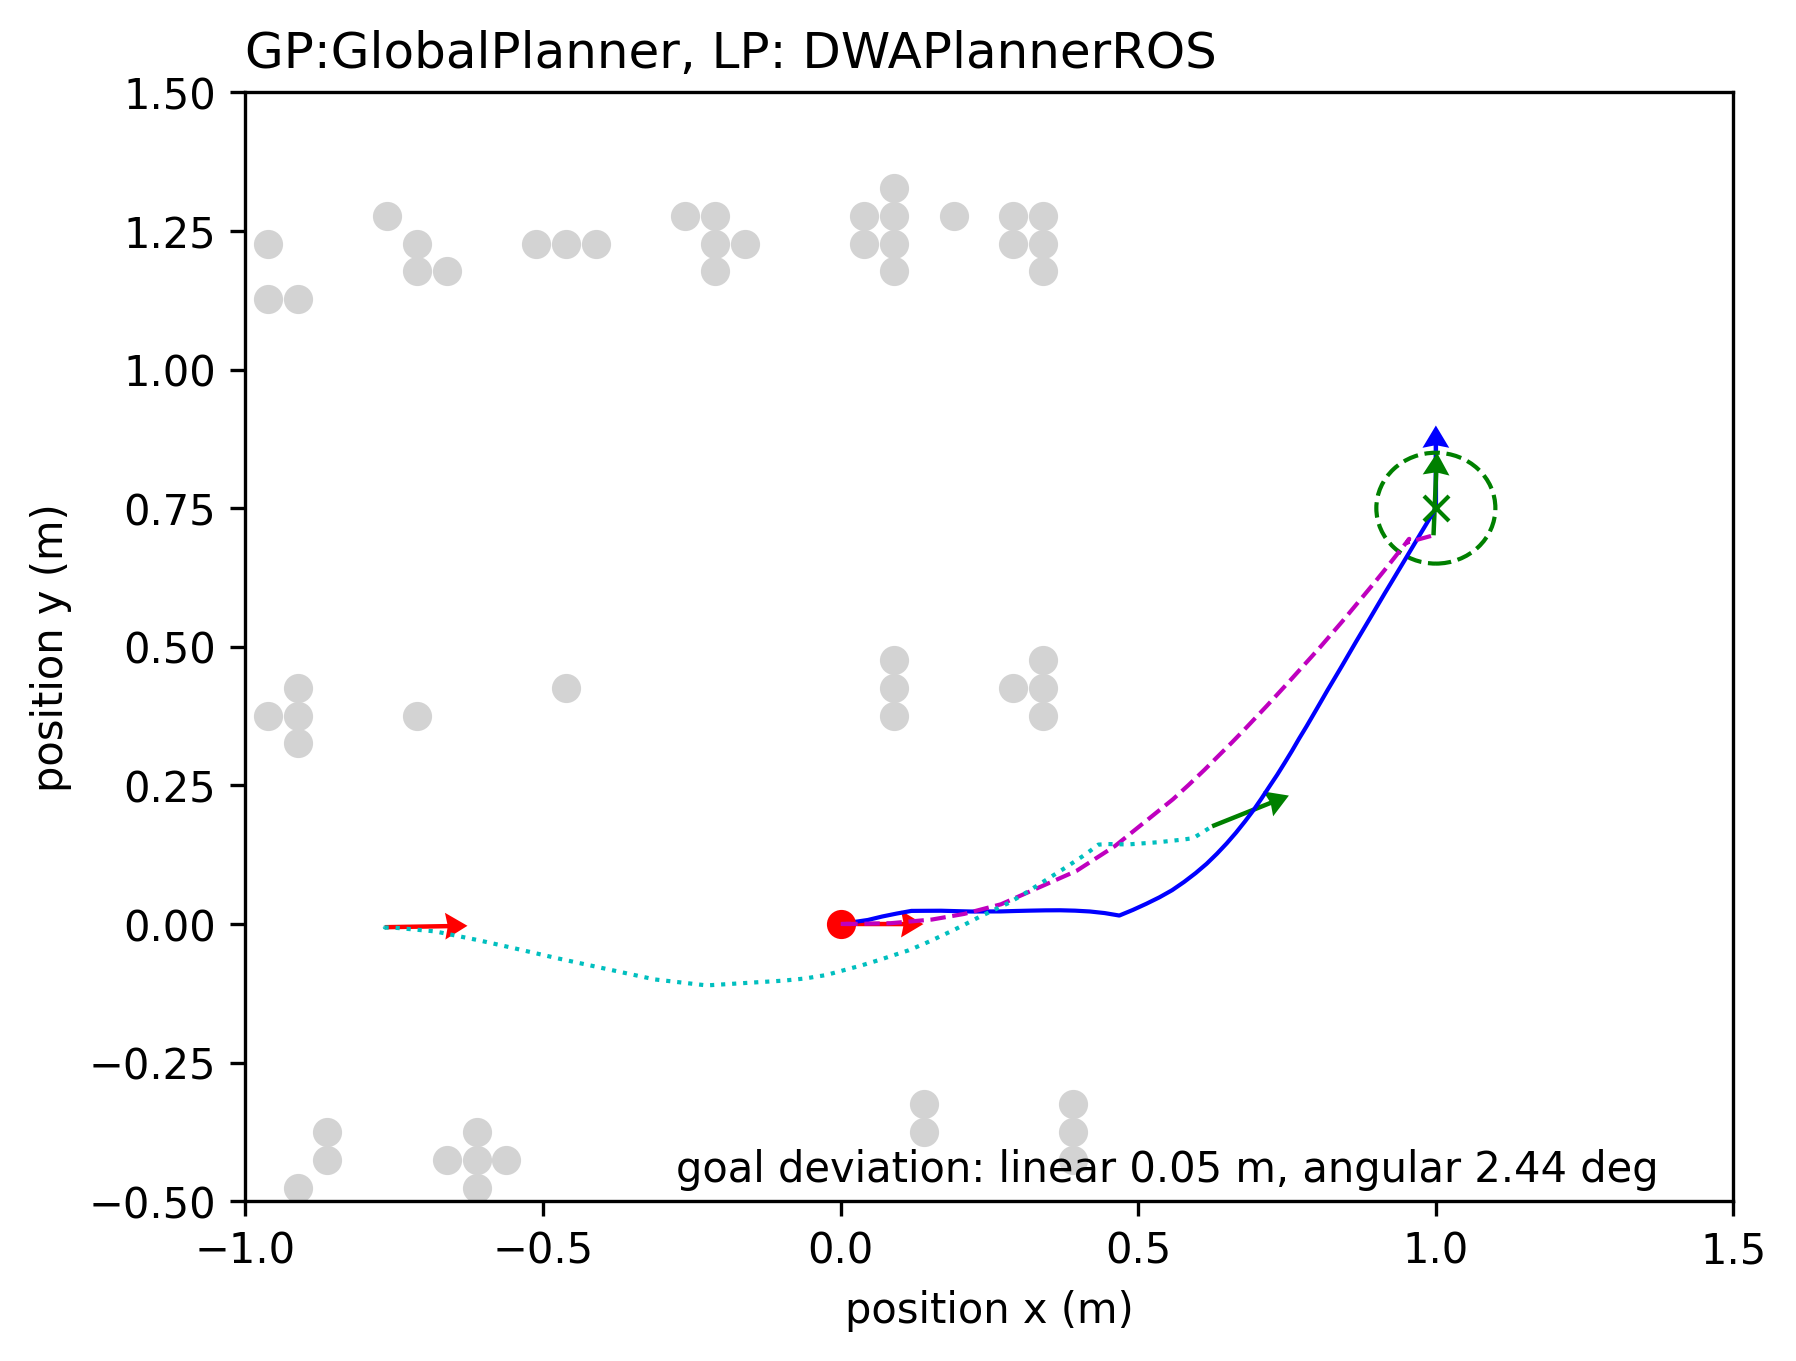 GP:GlobalPlanner, LP: DWAPlannerROS
1.50
1.25
1.00
0.75
0.50
0.25
0.00
−0.25
−0.50
position y (m)
goal deviation: linear 0.05 m, angular 2.44 deg
−1.0 −0.5 0.0 0.5 1.0 1.5
position x (m)